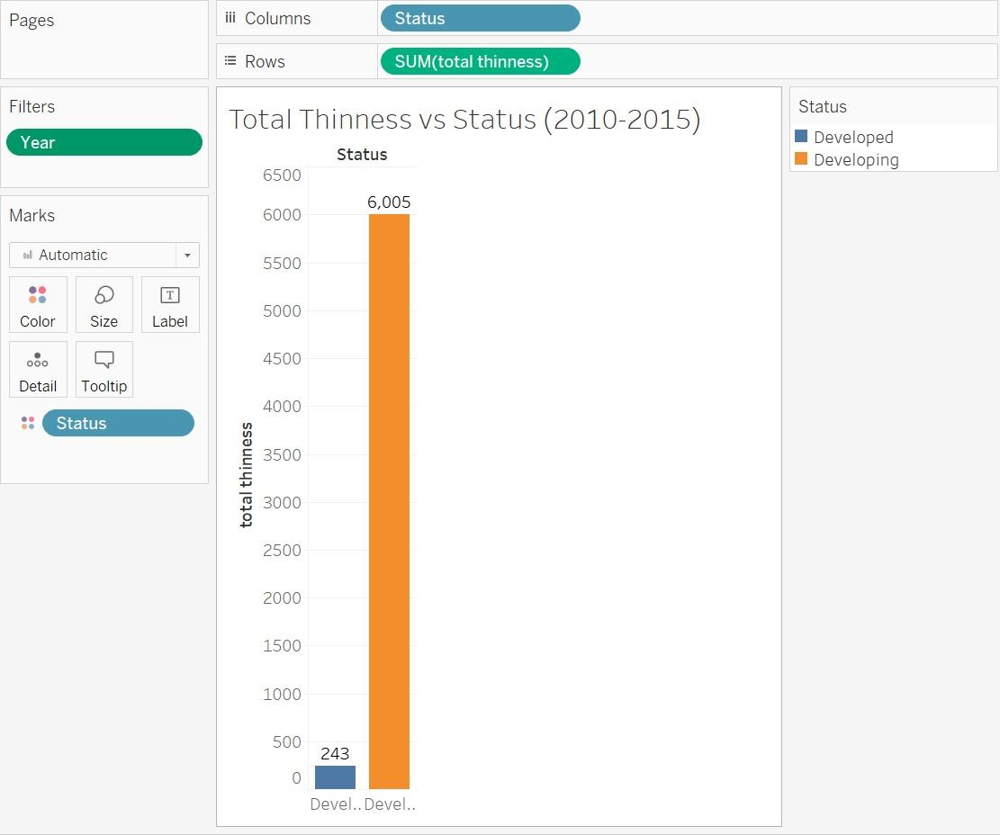 Pages
Columns
Status
Rows
SUM(total thinness)
Filters
Year
Marks
Automatic
Color
Size
Label
Detail
Tooltip
Status
Total Thinness vs Status (2010-2015)
Status
6500
6000
5500
5000
4500
4000
3500
3000
2500
2000
1500
1000
500
0
total thinness
6,005
243
Devel..
Devel..
Status
Developed
Developing